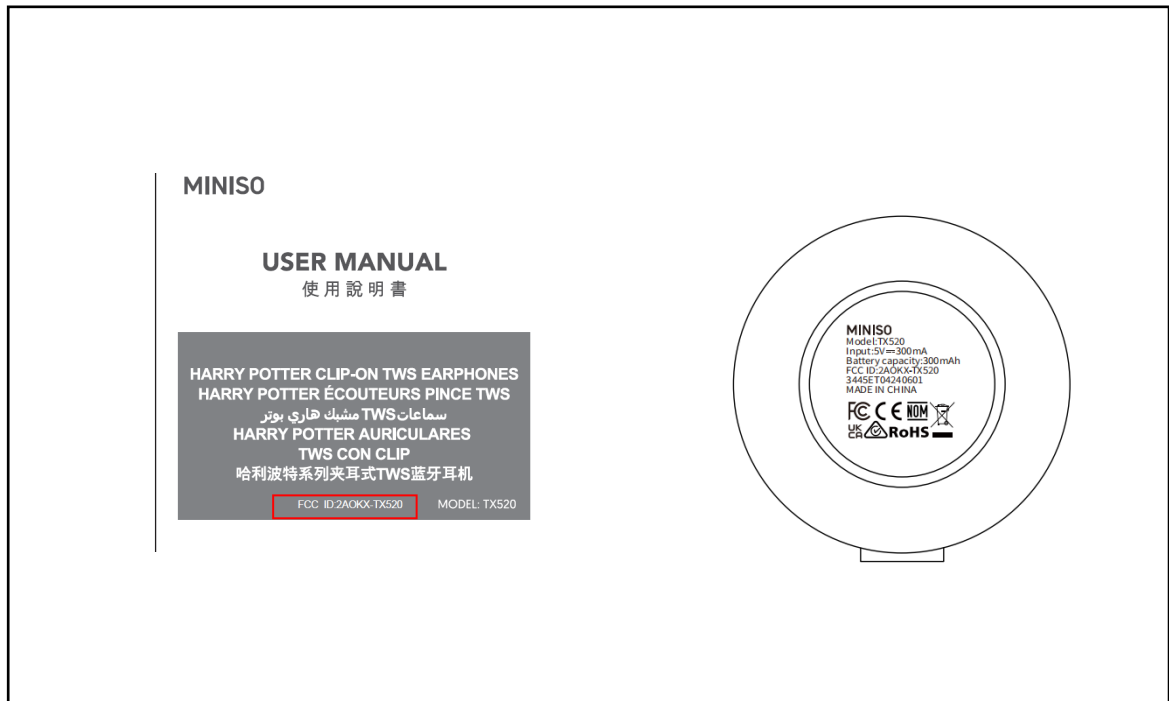 MINISO
USER MANUAL
使用說明書
HARRY POTTER CLIP-ON TWS EARPHONES
HARRY POTTER ÉCOUTEURS PINCE TWS
سماعات TWS مشبك هاري بوتر
HARRY POTTER AURICULARES
TWS CON CLIP
哈利波特系列夹耳式TWS蓝牙耳机
FCC ID:2AOKX-TX520 MODEL: TX520
MINISO
Model:TX520
Input:5V⎓300mA
Battery capacity:300mAh
FCC ID:2AOKX-TX520
3445ET04240601
MADE IN CHINA
FC CE NOM
UK CA RoHS